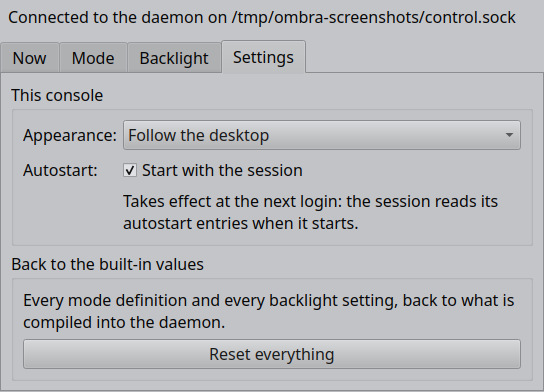 Connected to the daemon on /tmp/ombra-screenshots/control.sock
Now Mode Backlight Settings
This console
Appearance: Follow the desktop
Autostart: Start with the session
Takes effect at the next login: the session reads its
autostart entries when it starts.
Back to the built-in values
Every mode definition and every backlight setting, back to what is
compiled into the daemon.
Reset everything